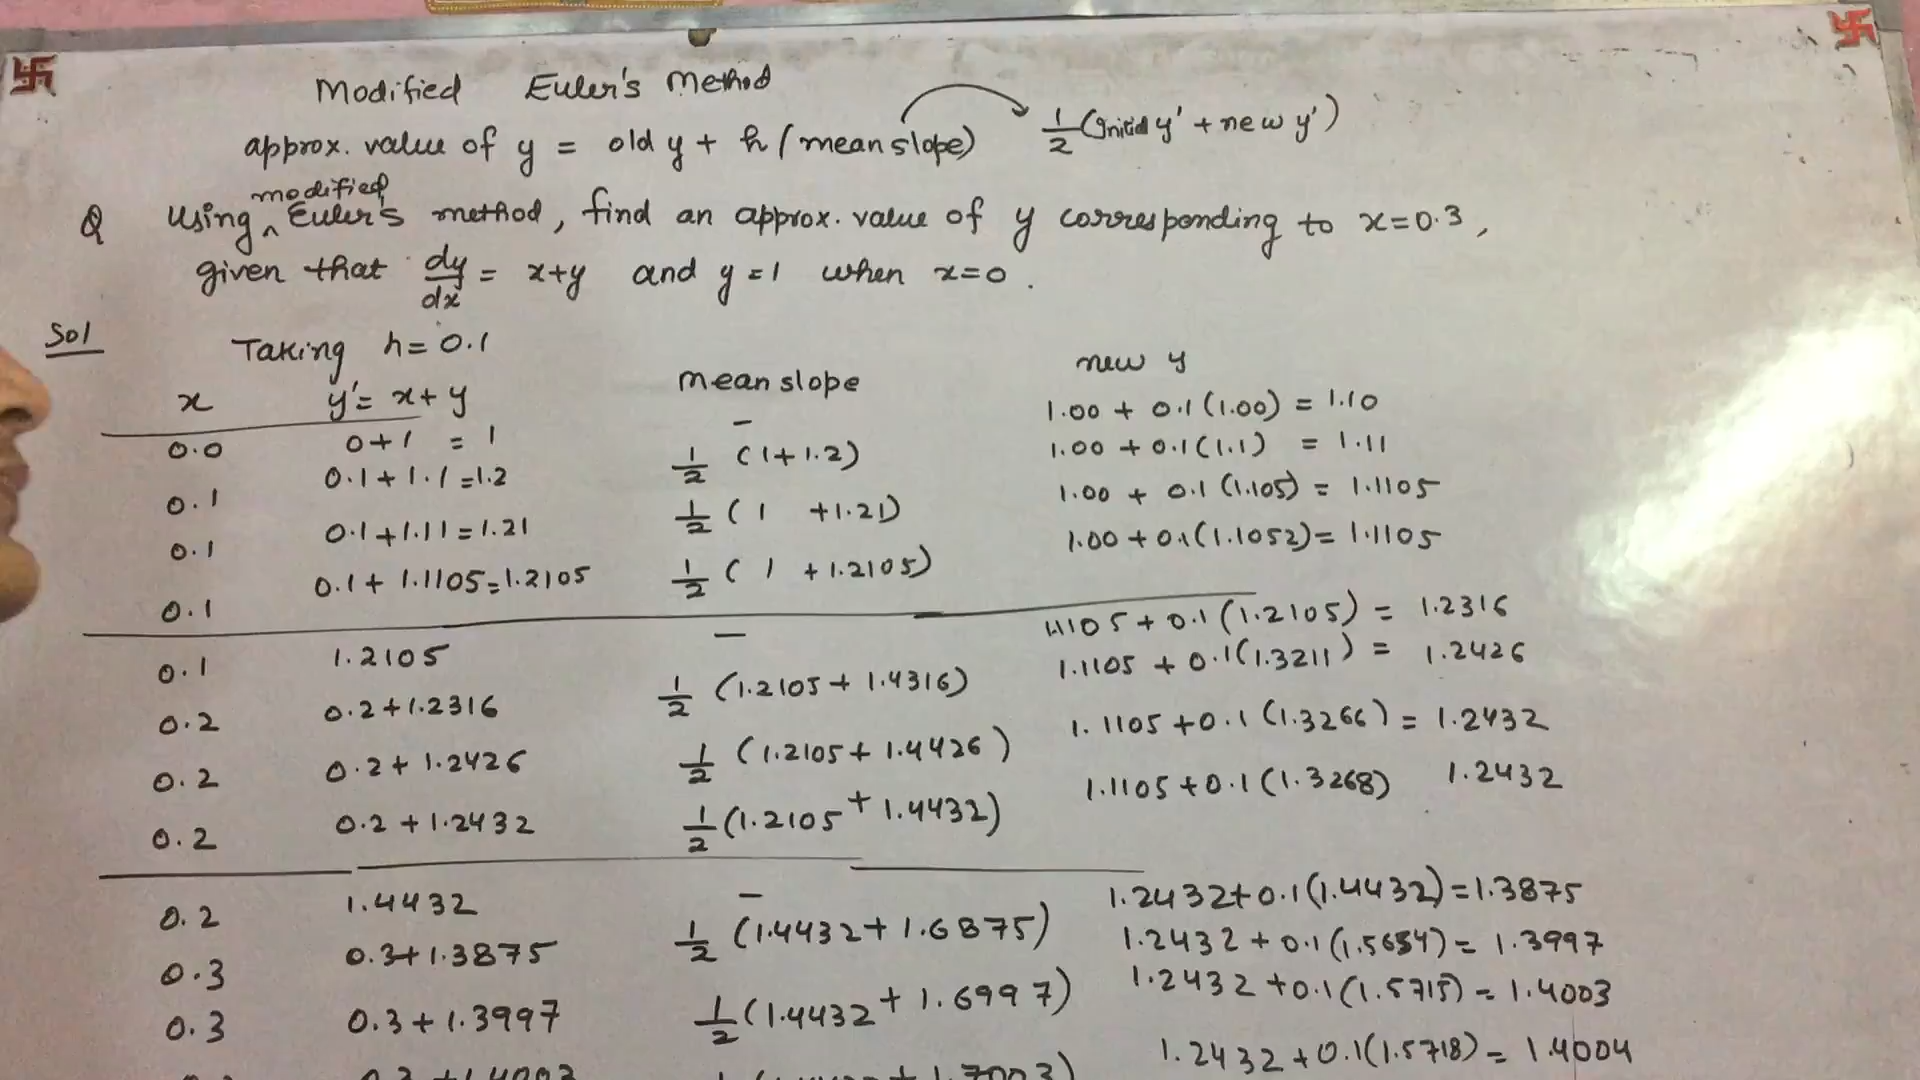 Modified Euler's Method
approx. value of y = old y + h (mean slope) 1/2 (Initial y' + new y')
Q Using modified Euler's method, find an approx. value of y corresponding to x=0.3,
given that dy/dx = x+y and y=1 when x=0.
Sol Taking h=0.1
x y'= x+y mean slope new y
0.0 0+1 = 1 – 1.00 + 0.1(1.00) = 1.10
0.1 0.1+1.1=1.2 1/2 (1+1.2) 1.00 + 0.1(1.1) = 1.11
0.1 0.1+1.11=1.21 1/2 (1 +1.21) 1.00 + 0.1(1.105) = 1.1105
0.1 0.1+1.1105=1.2105 1/2 (1 +1.2105) 1.00+0.1(1.1052)=1.1105
0.1 1.2105 – 1.1105+0.1(1.2105) = 1.2316
0.2 0.2+1.2316 1/2 (1.2105+1.4316) 1.1105 + 0.1(1.3211) = 1.2426
0.2 0.2+1.2426 1/2 (1.2105+1.4426) 1.1105+0.1(1.3266) = 1.2432
0.2 0.2+1.2432 1/2 (1.2105+1.4432) 1.1105+0.1(1.3268) 1.2432
0.2 1.4432 – 1.2432+0.1(1.4432)=1.3875
0.3 0.3+1.3875 1/2 (1.4432+1.6875) 1.2432+0.1(1.5654)=1.3997
0.3 0.3+1.3997 1/2 (1.4432+1.6997) 1.2432+0.1(1.5715)=1.4003
0.3+1.4003 1.7003) 1.2432+0.1(1.5718)=1.4004